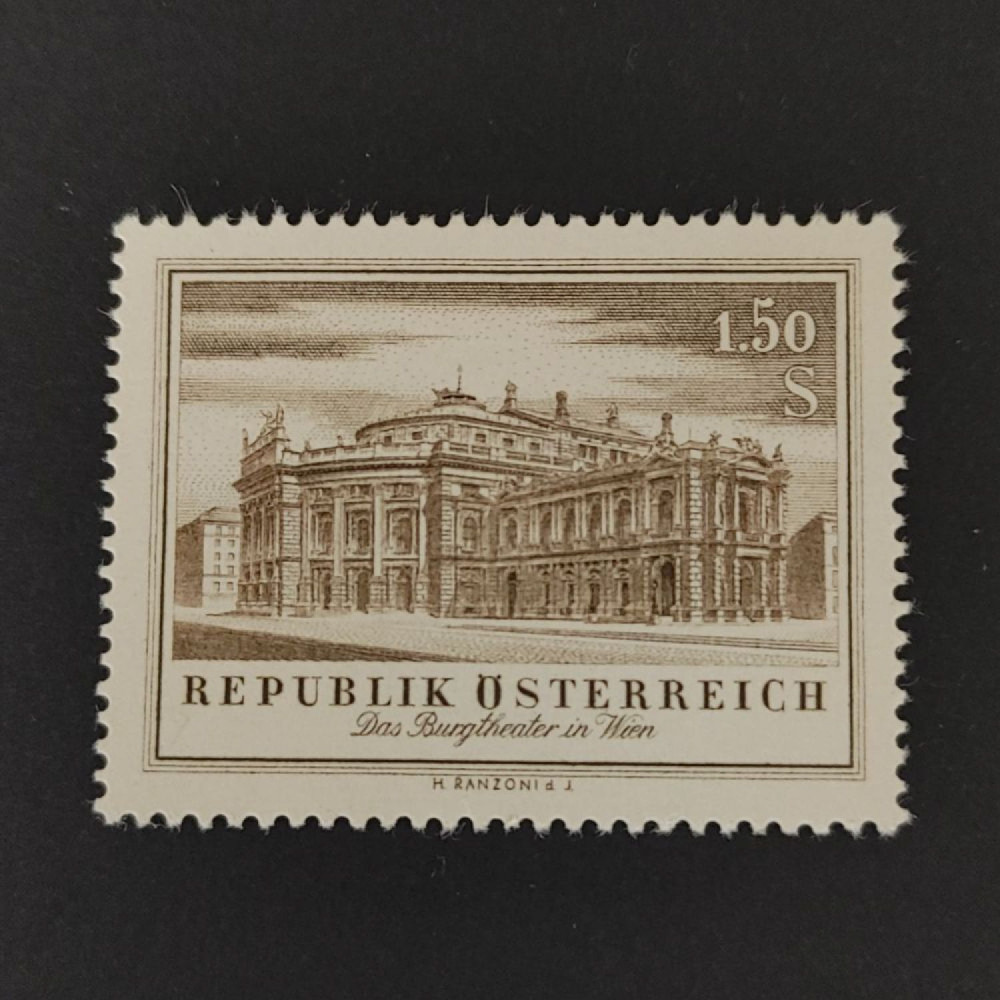 1.50
S
REPUBLIK ÖSTERREICH
Das Burgtheater in Wien
H. RANZONI d. J.